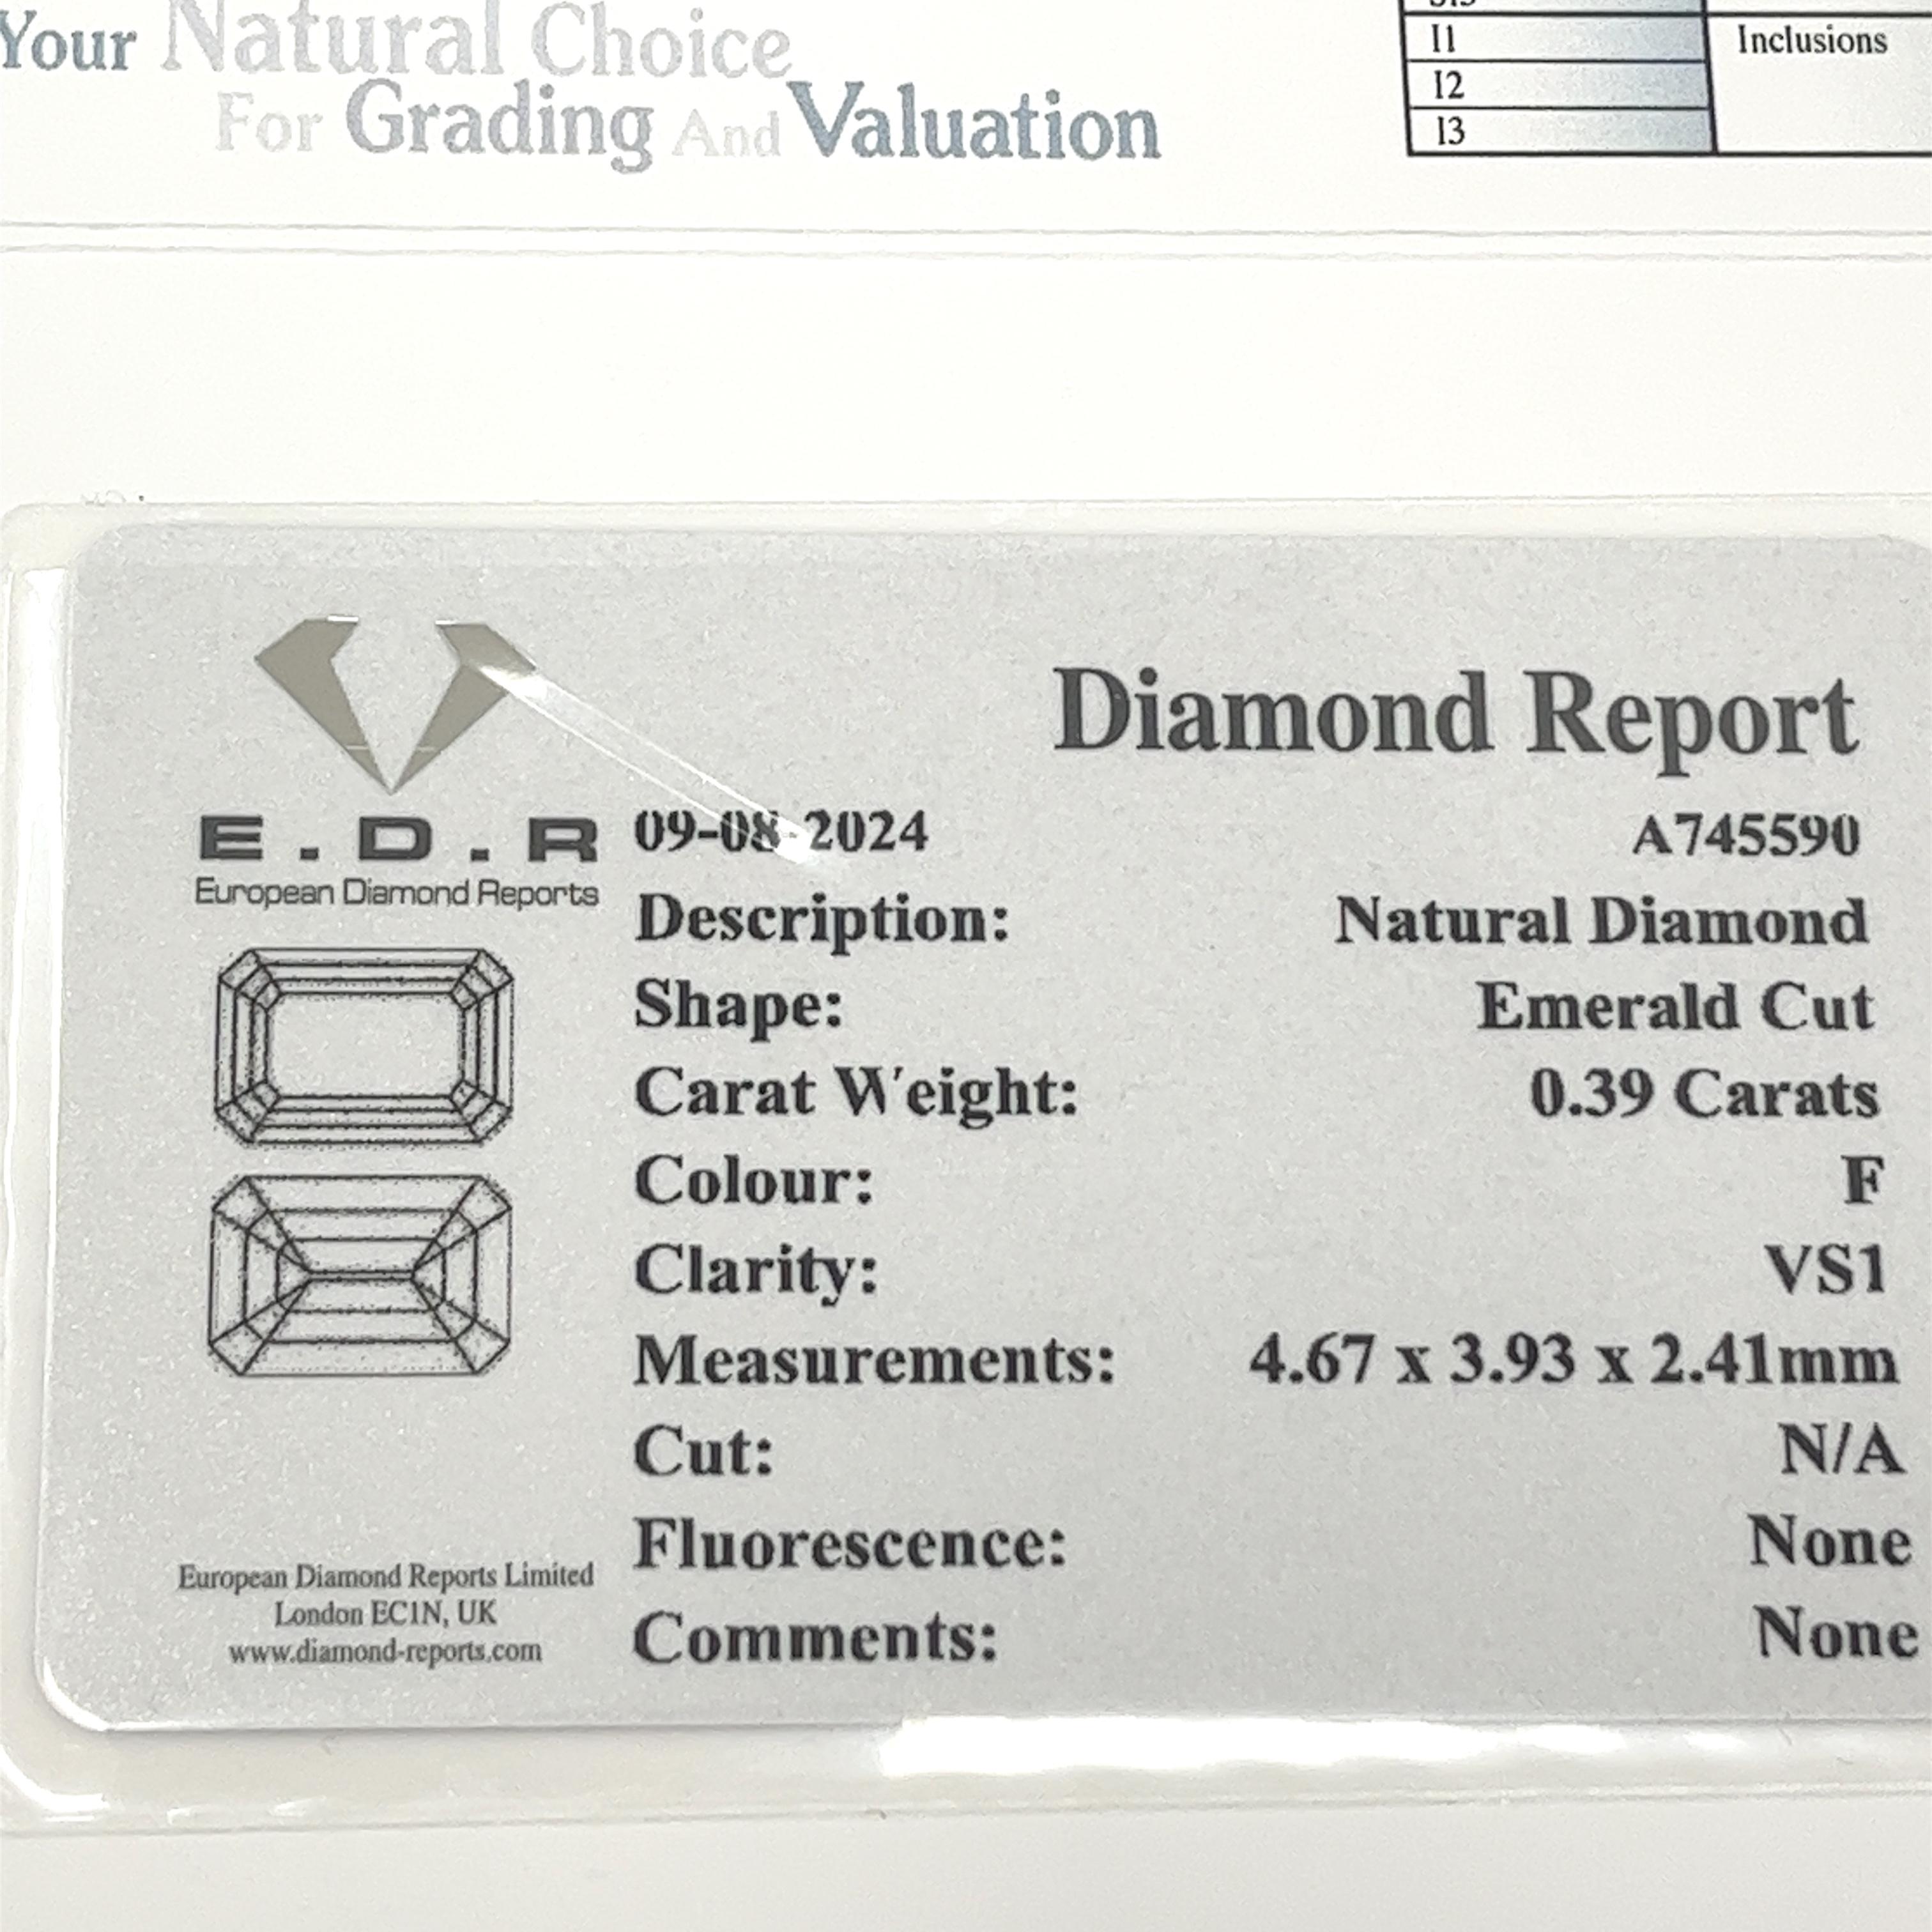 Your Natural Choice
For Grading And Valuation
I1 Inclusions
I2
I3
Diamond Report
E.D.R
European Diamond Reports
09-08-2024 A745590
Description: Natural Diamond
Shape: Emerald Cut
Carat Weight: 0.39 Carats
Colour: F
Clarity: VS1
Measurements: 4.67 x 3.93 x 2.41mm
Cut: N/A
Fluorescence: None
Comments: None
European Diamond Reports Limited
London EC1N, UK
www.diamond-reports.com